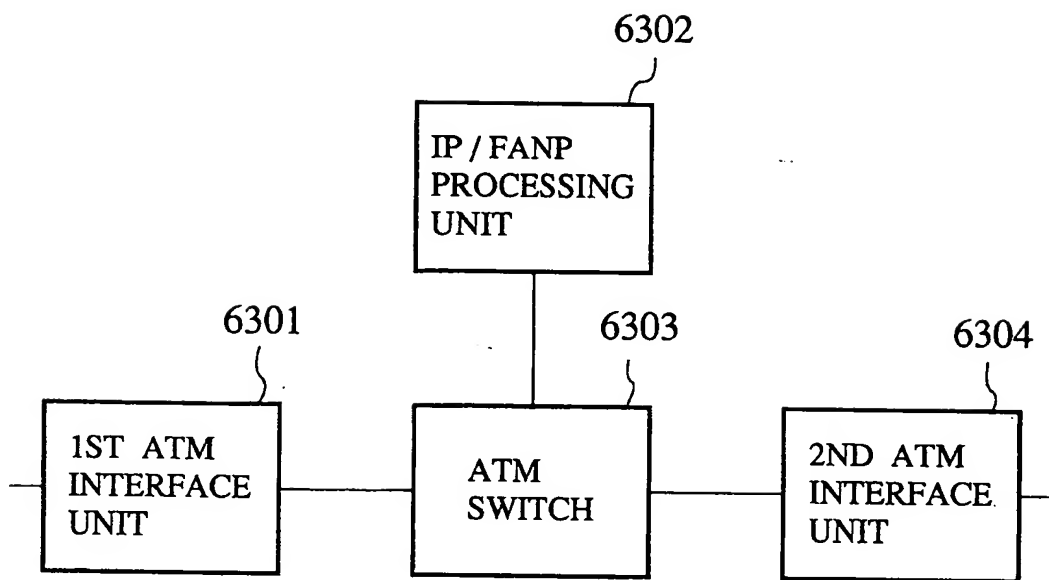 6302
IP / FANP
PROCESSING
UNIT
6301
6303
6304
1ST ATM
INTERFACE
UNIT
ATM
SWITCH
2ND ATM
INTERFACE
UNIT